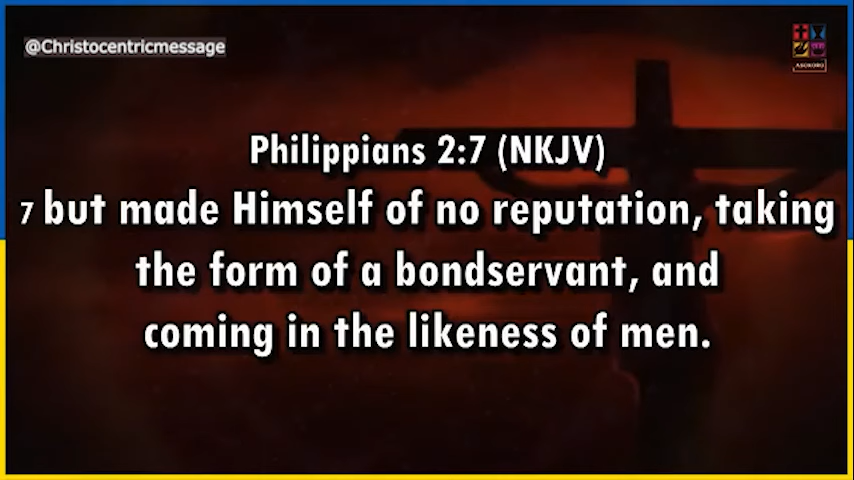 @Christocentricmessage
ASOKORO
Philippians 2:7 (NKJV)
7 but made Himself of no reputation, taking
the form of a bondservant, and
coming in the likeness of men.